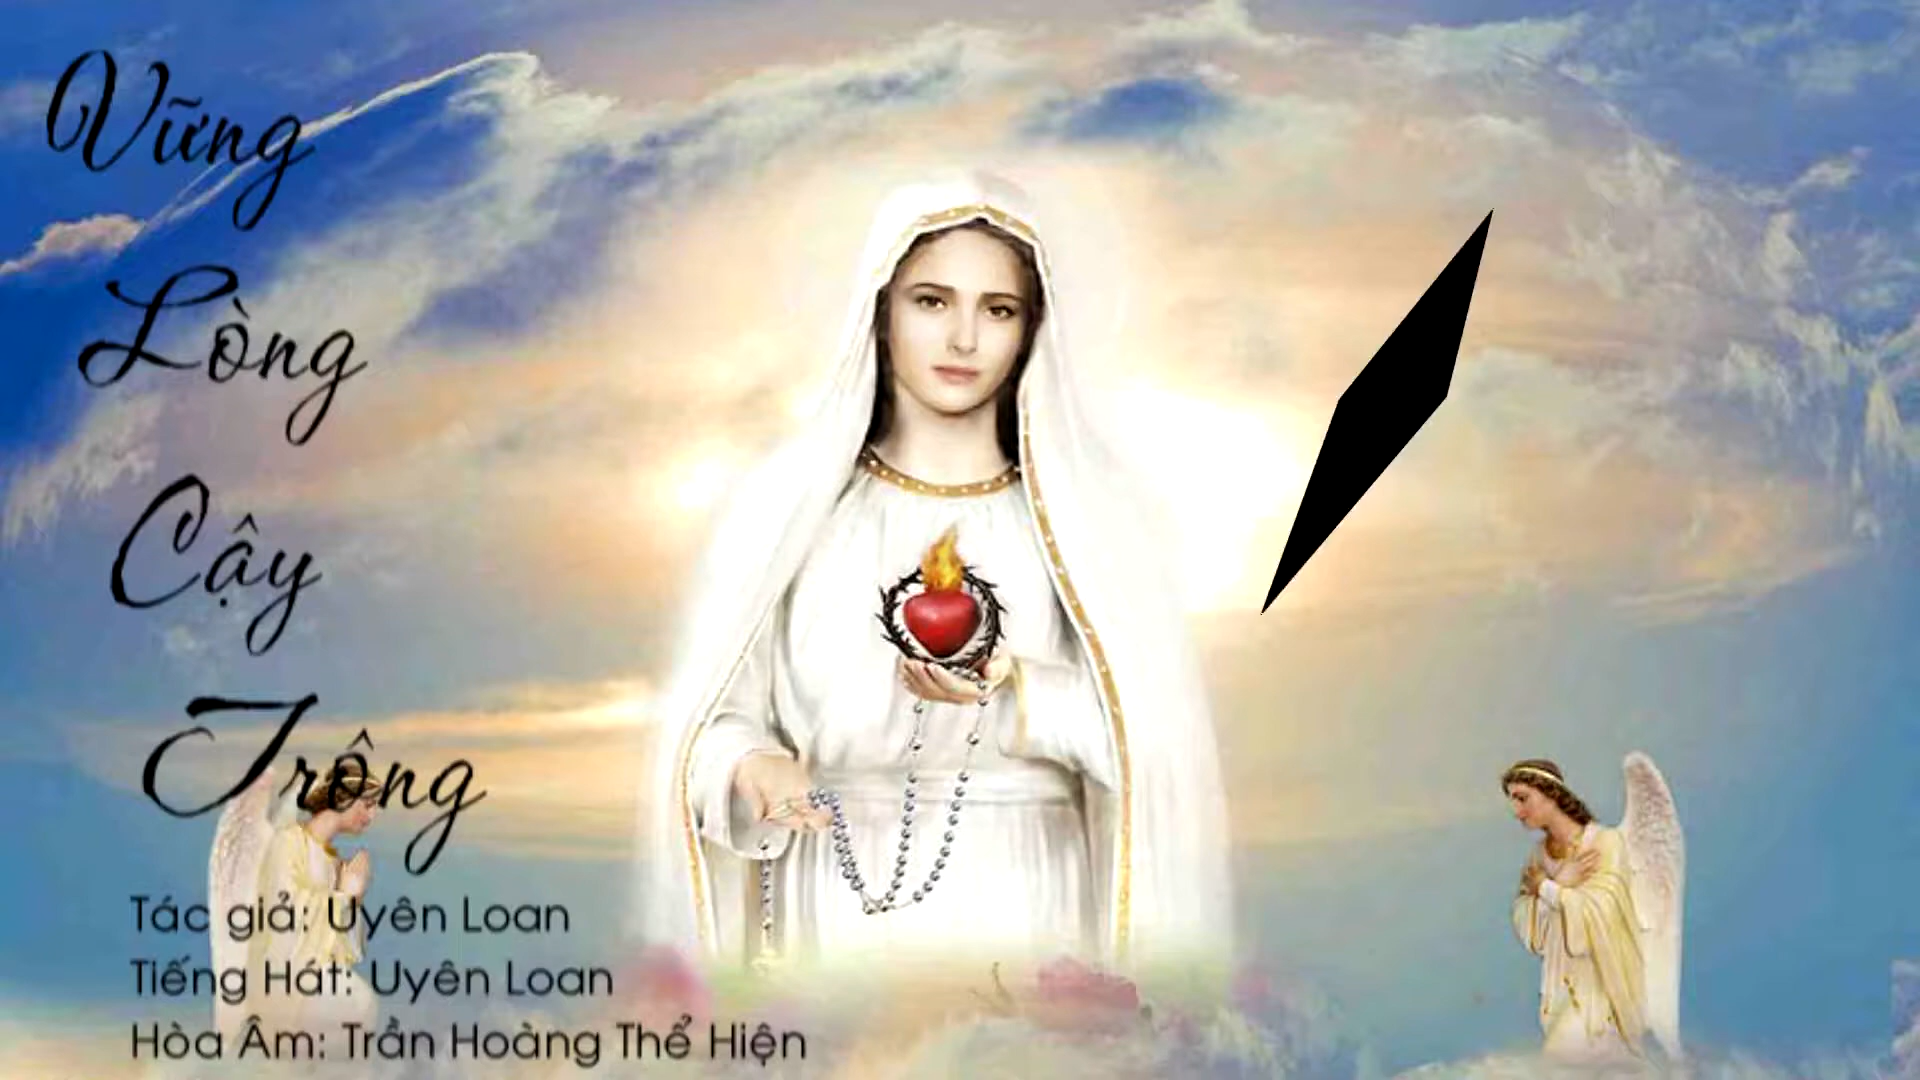 Vững
Lòng
Cậy
Trông
Tác giả: Uyên Loan
Tiếng Hát: Uyên Loan
Hòa Âm: Trần Hoàng Thể Hiện